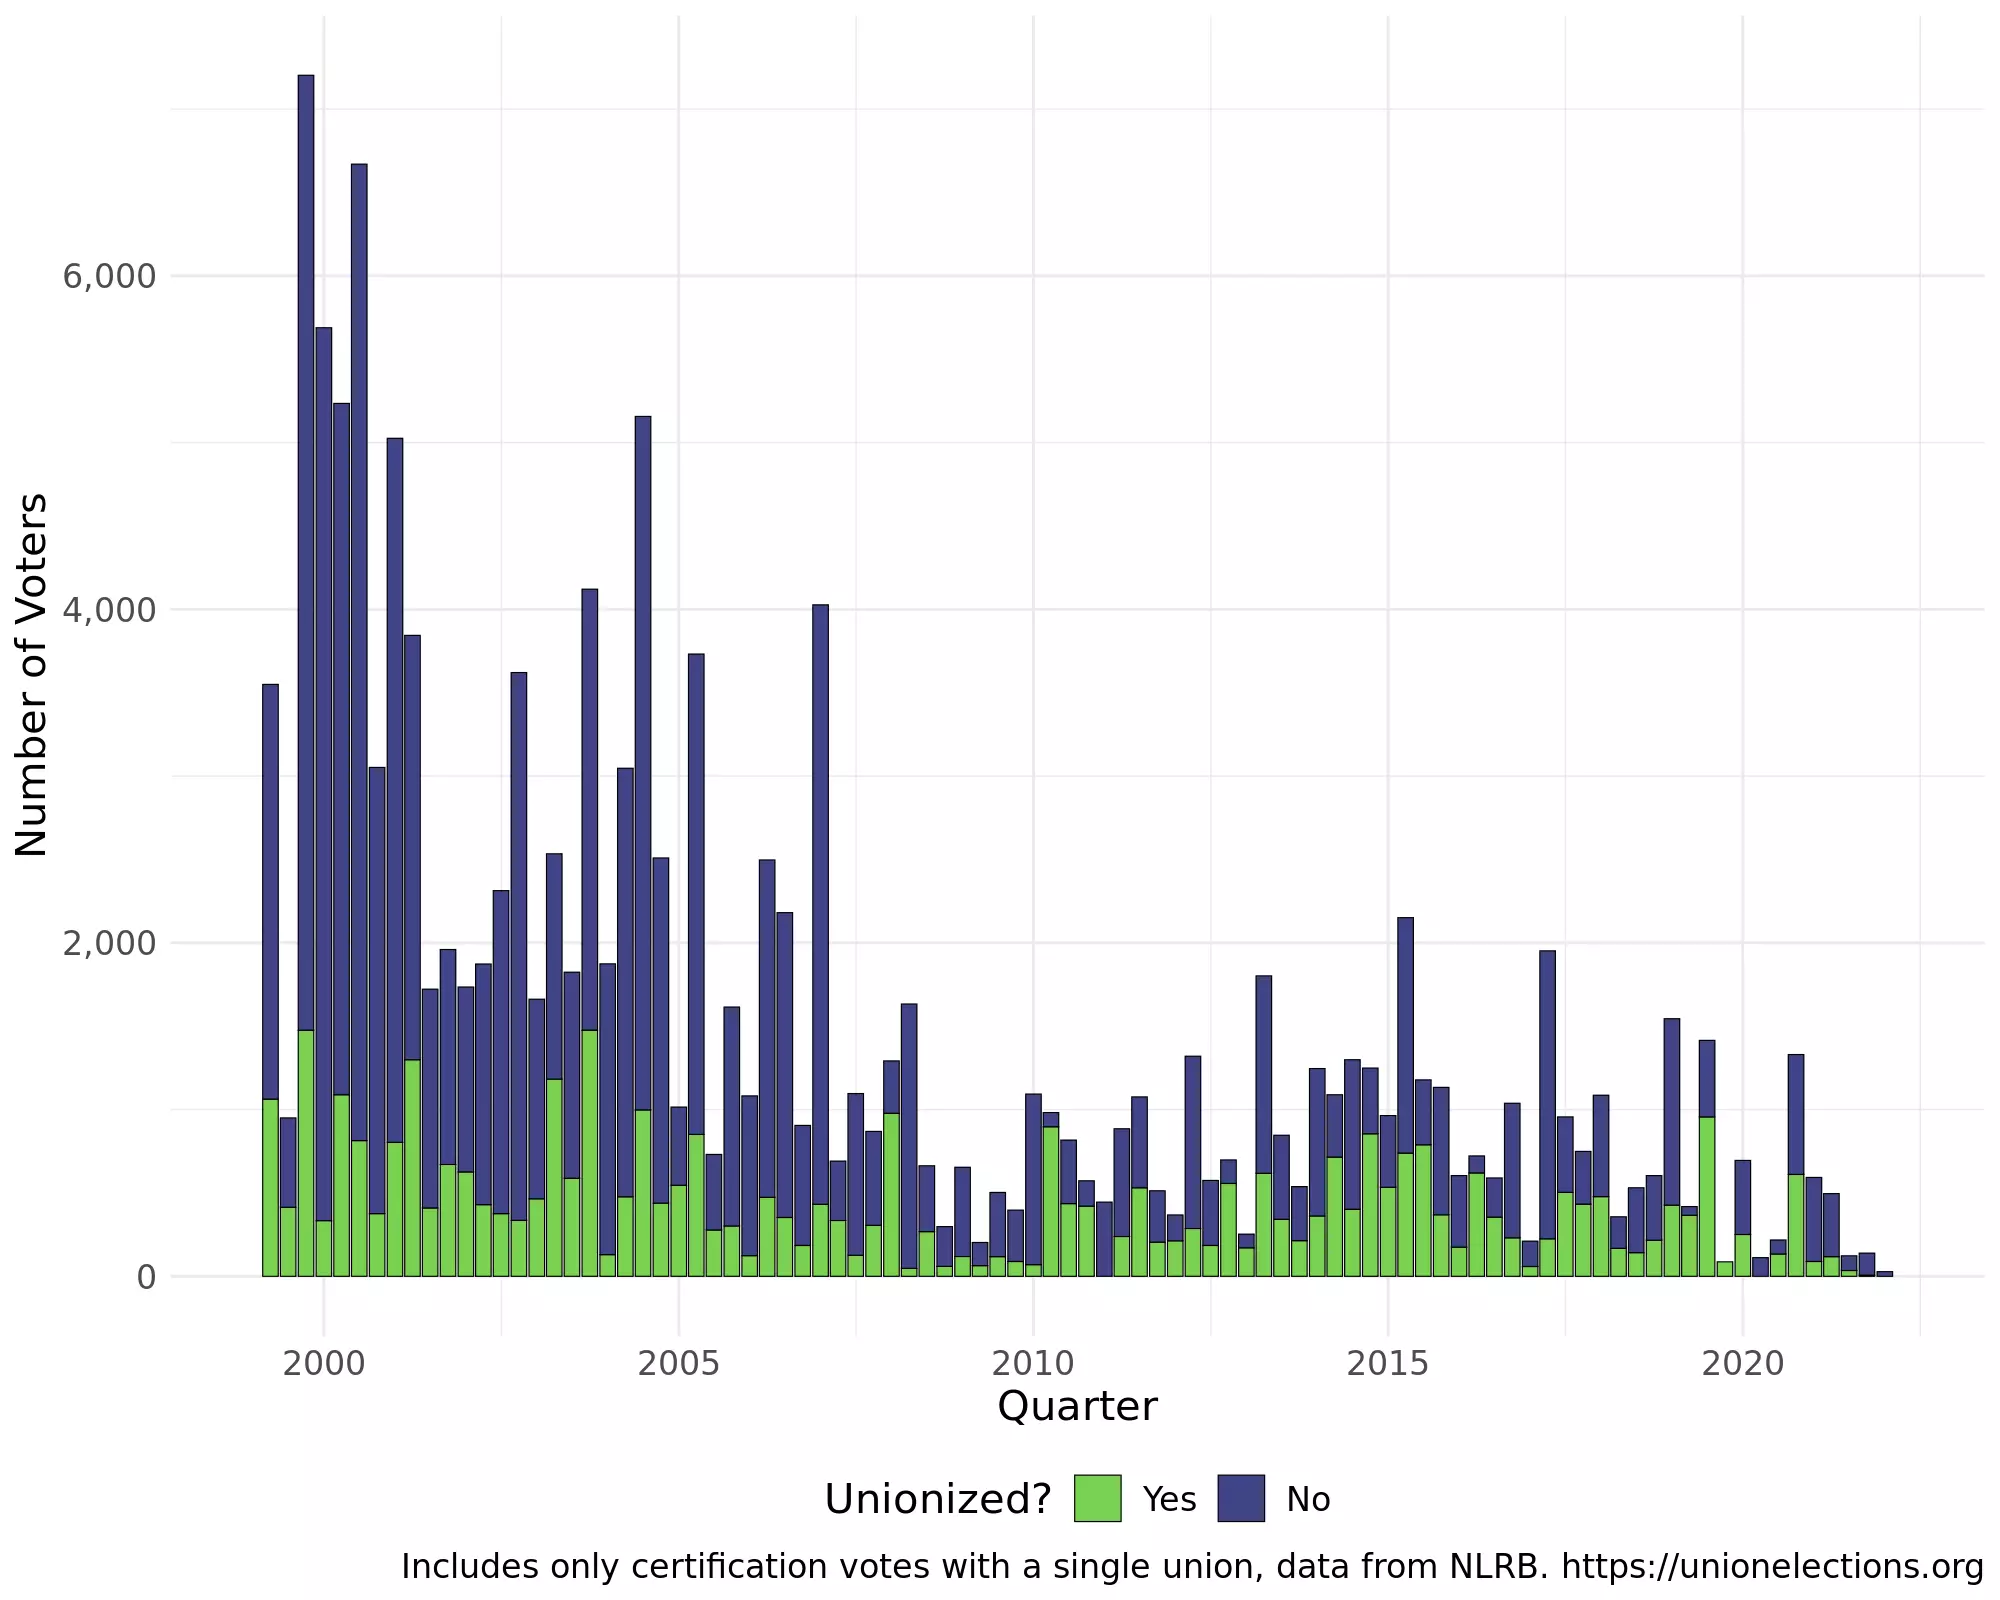 Number of Voters
6,000
4,000
2,000
0
2000 2005 2010 2015 2020
Quarter
Unionized? Yes No
Includes only certification votes with a single union, data from NLRB. https://unionelections.org